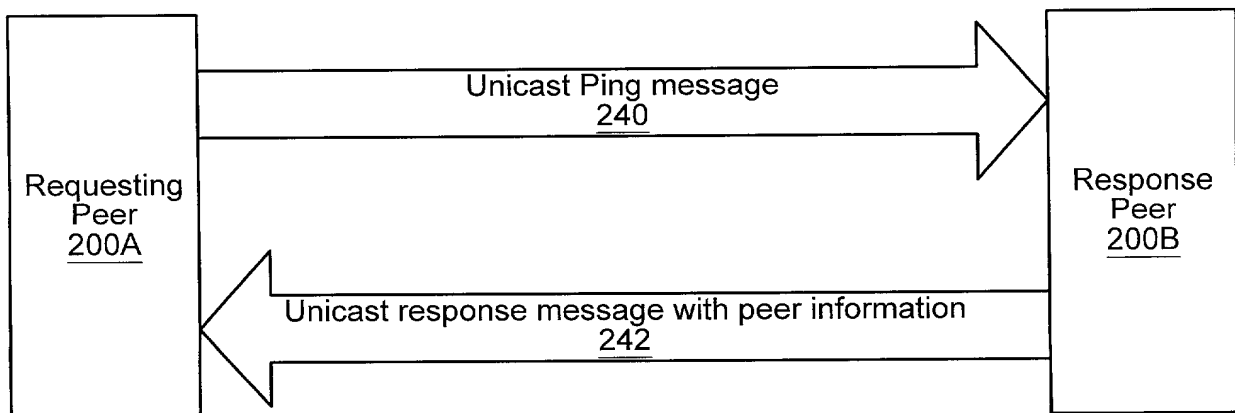 Unicast Ping message
240
Requesting
Peer
200A
Response
Peer
200B
Unicast response message with peer information
242